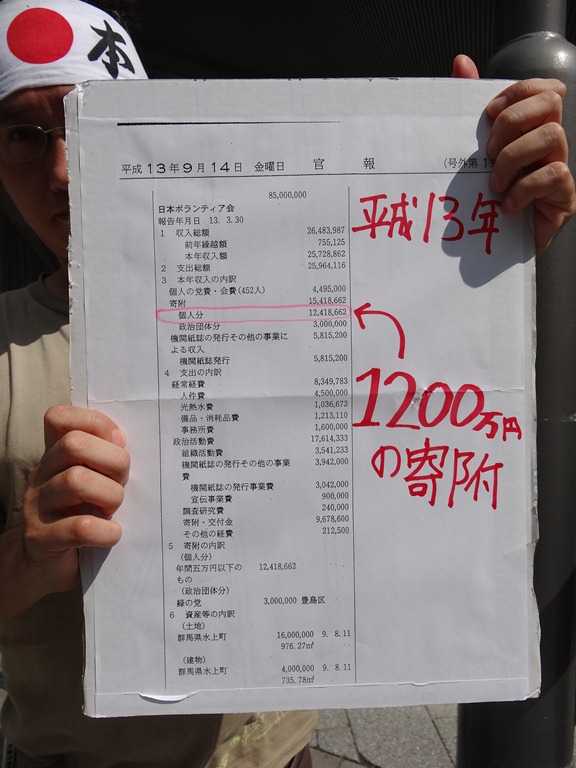 本
平成13年9月14日 金曜日 官 報 (号外第1
85,000,000
日本ボランティア会
報告年月日 13. 3.30
1 収入総額 26,483,987
前年繰越額 755,125
本年収入額 25,728,862
2 支出総額 25,964,116
3 本年収入の内訳
個人の党費・会費(452人) 4,495,000
寄附 15,418,662
個人分 12,418,662
政治団体分 3,000,000
機関紙誌の発行その他の事業に
よる収入 5,815,200
機関紙誌発行 5,815,200
4 支出の内訳
経常経費 8,349,783
人件費 4,500,000
光熱水費 1,036,673
備品・消耗品費 1,213,110
事務所費 1,600,000
政治活動費 17,614,333
組織活動費 3,541,233
機関紙誌の発行その他の事業 3,942,000
費
機関紙誌の発行事業費 3,042,000
宣伝事業費 900,000
調査研究費 240,000
寄附・交付金 9,678,600
その他の経費 212,500
5 寄附の内訳
(個人分)
年間五万円以下の 12,418,662
もの
(政治団体分)
緑の党 3,000,000 豊島区
6 資産等の内訳
(土地)
群馬県水上町 16,000,000 9. 8.11
976.27㎡
(建物)
群馬県水上町 4,000,000 9. 8.11
735.78㎡
平成13年
1200万円
の寄附